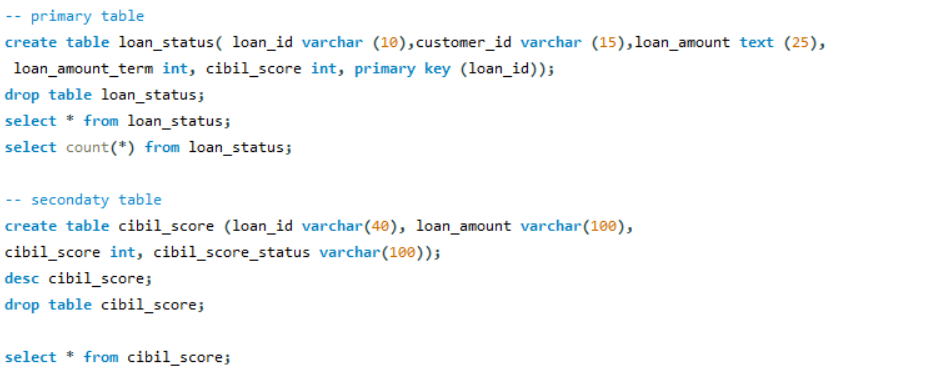 -- primary table
create table loan_status( loan_id varchar (10),customer_id varchar (15),loan_amount text (25),
loan_amount_term int, cibil_score int, primary key (loan_id));
drop table loan_status;
select * from loan_status;
select count(*) from loan_status;
-- secondaty table
create table cibil_score (loan_id varchar(40), loan_amount varchar(100),
cibil_score int, cibil_score_status varchar(100));
desc cibil_score;
drop table cibil_score;
select * from cibil_score;